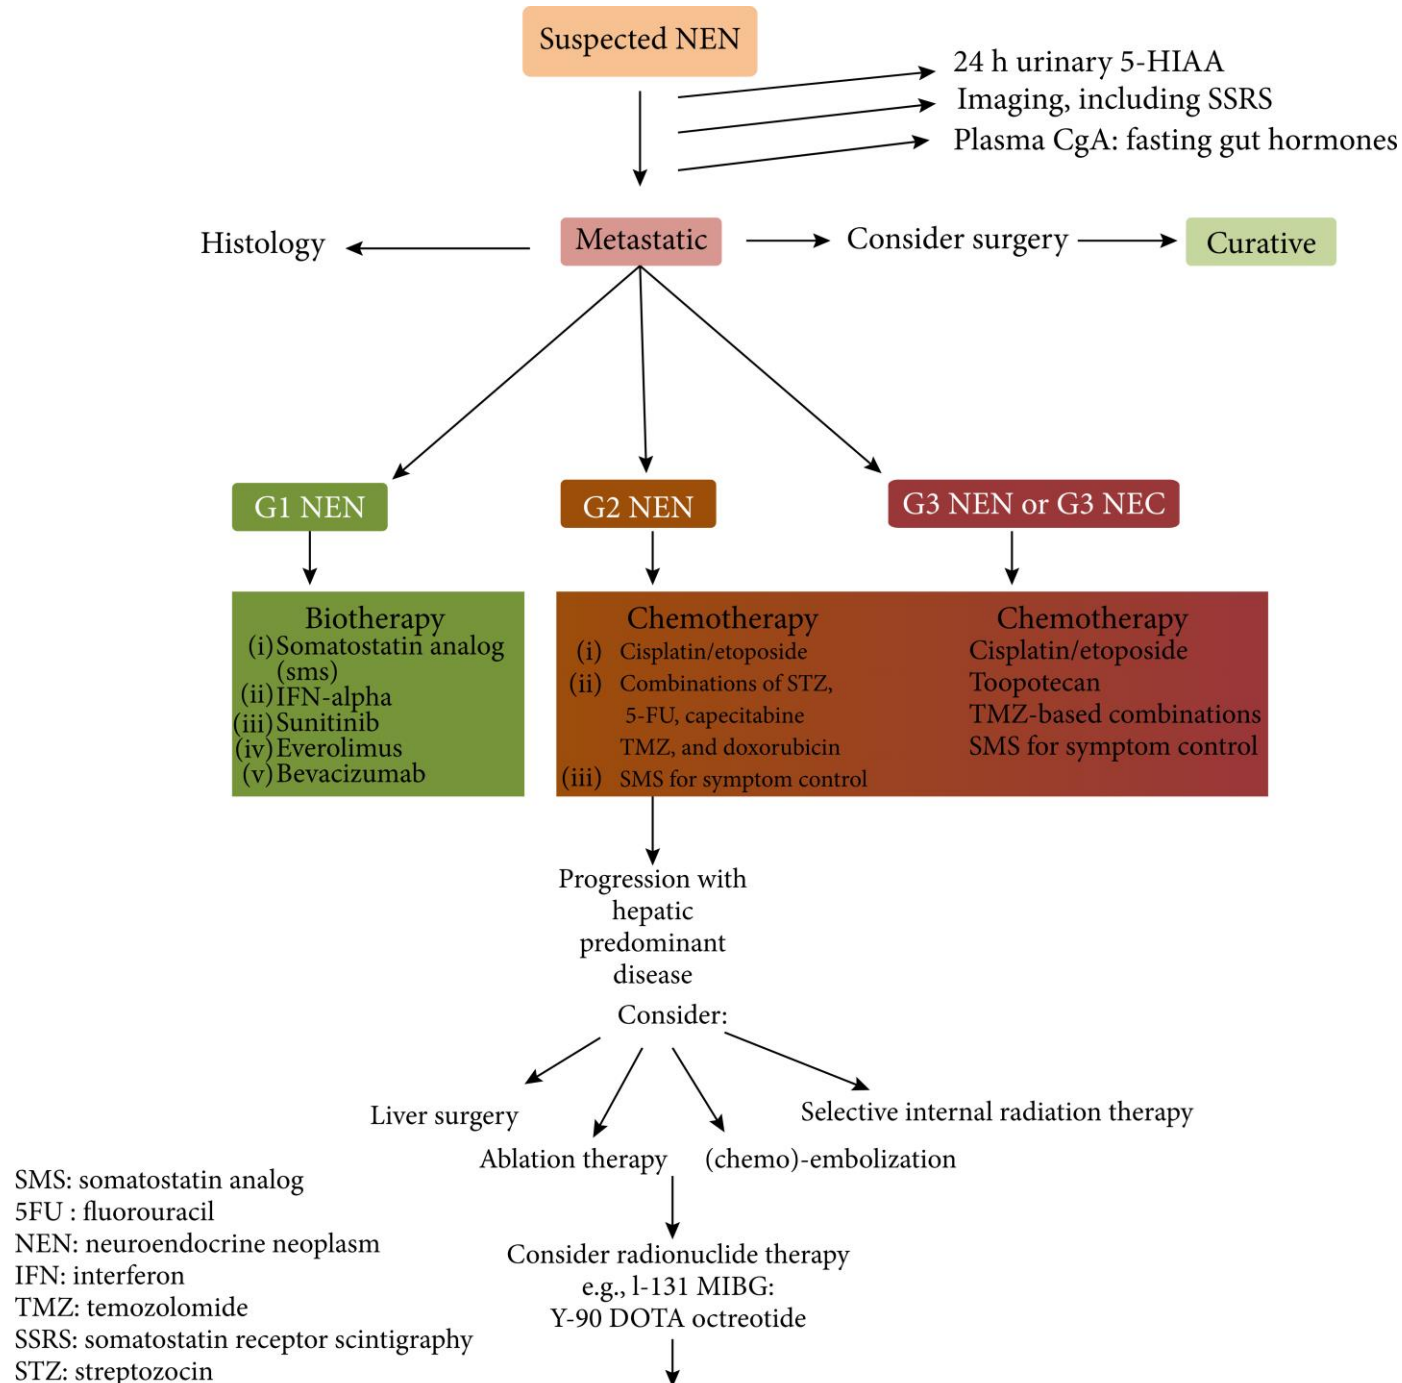 Suspected NEN
24 h urinary 5-HIAA
Imaging, including SSRS
Plasma CgA: fasting gut hormones
Histology
Metastatic
Consider surgery
Curative
G1 NEN
G2 NEN
G3 NEN or G3 NEC
Biotherapy
(i) Somatostatin analog
(sms)
(ii) IFN-alpha
(iii) Sunitinib
(iv) Everolimus
(v) Bevacizumab
Chemotherapy
(i) Cisplatin/etoposide
(ii) Combinations of STZ,
5-FU, capecitabine
TMZ, and doxorubicin
(iii) SMS for symptom control
Chemotherapy
Cisplatin/etoposide
Toopotecan
TMZ-based combinations
SMS for symptom control
Progression with
hepatic
predominant
disease
Consider:
Liver surgery
Ablation therapy
(chemo)-embolization
Selective internal radiation therapy
Consider radionuclide therapy
e.g., l-131 MIBG:
Y-90 DOTA octreotide
SMS: somatostatin analog
5FU : fluorouracil
NEN: neuroendocrine neoplasm
IFN: interferon
TMZ: temozolomide
SSRS: somatostatin receptor scintigraphy
STZ: streptozocin